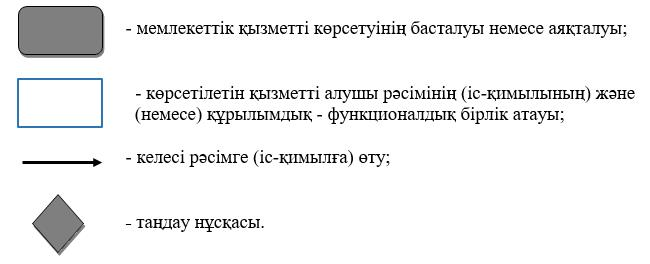 - мемлекеттік қызметті көрсетуінің басталуы немесе аяқталуы;
- көрсетілетін қызметті алушы рәсімінің (іс-қимылының) және
(немесе) құрылымдық - функционалдық бірлік атауы;
- келесі рәсімге (іс-қимылға) өту;
- таңдау нұсқасы.